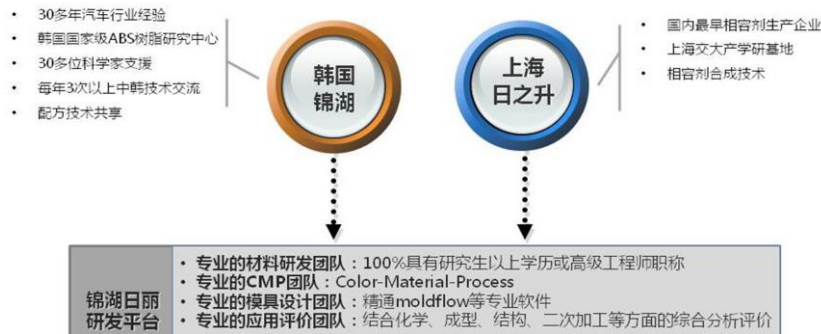 • 30多年汽车行业经验
• 韩国国家级ABS树脂研究中心
• 30多位科学家支援
• 每年3次以上中韩技术交流
• 配方技术共享
韩国
锦湖
上海
日之升
• 国内最早相容剂生产企业
• 上海交大产学研基地
• 相容剂合成技术
锦湖日丽
研发平台
• 专业的材料研发团队：100%具有研究生以上学历或高级工程师职称
• 专业的CMP团队：Color-Material-Process
• 专业的模具设计团队：精通moldflow等专业软件
• 专业的应用评价团队：结合化学、成型、结构、二次加工等方面的综合分析评价